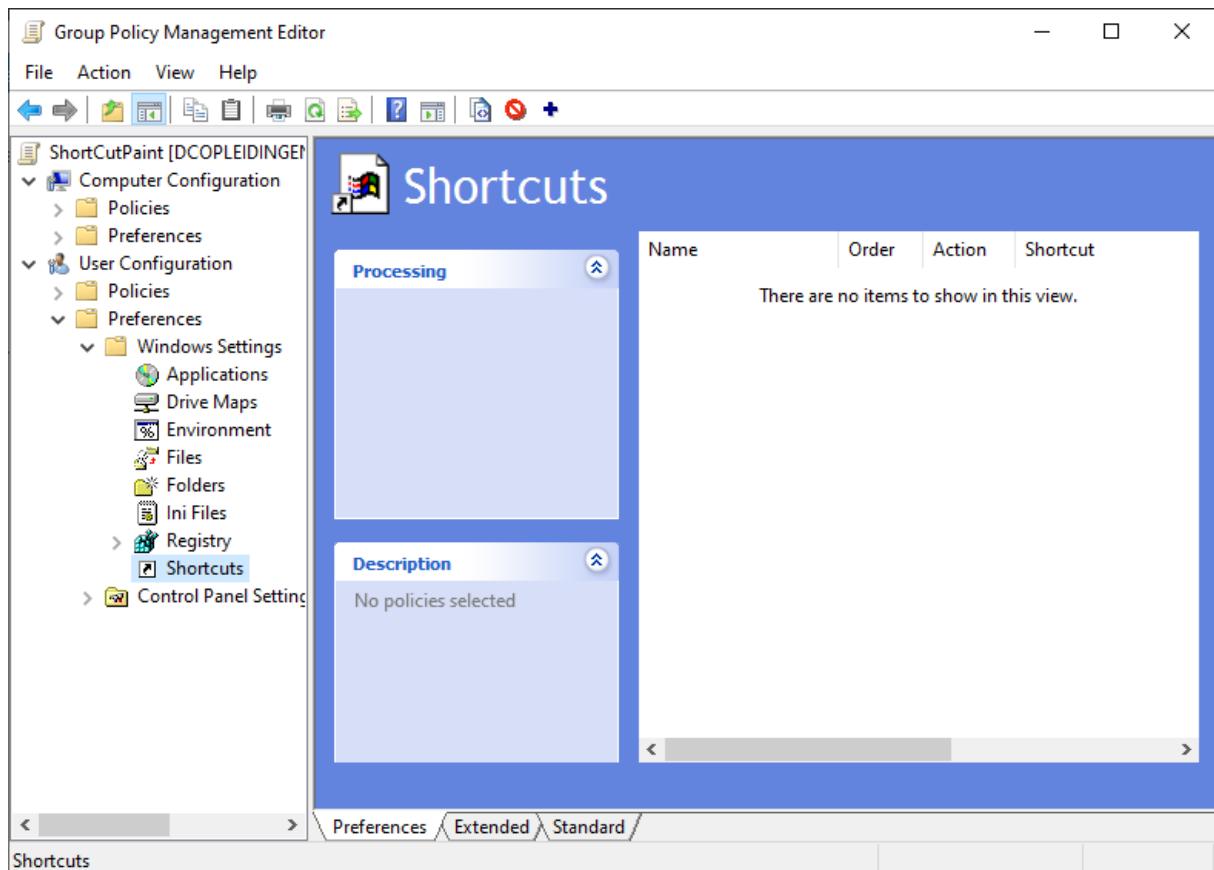 Group Policy Management Editor
File Action View Help
ShortCutPaint [DCOPLEIDINGEN
Computer Configuration
Policies
Preferences
User Configuration
Policies
Preferences
Windows Settings
Applications
Drive Maps
Environment
Files
Folders
Ini Files
Registry
Shortcuts
Control Panel Setting
Shortcuts
Processing
Description
No policies selected
Name Order Action Shortcut
There are no items to show in this view.
Preferences Extended Standard
Shortcuts